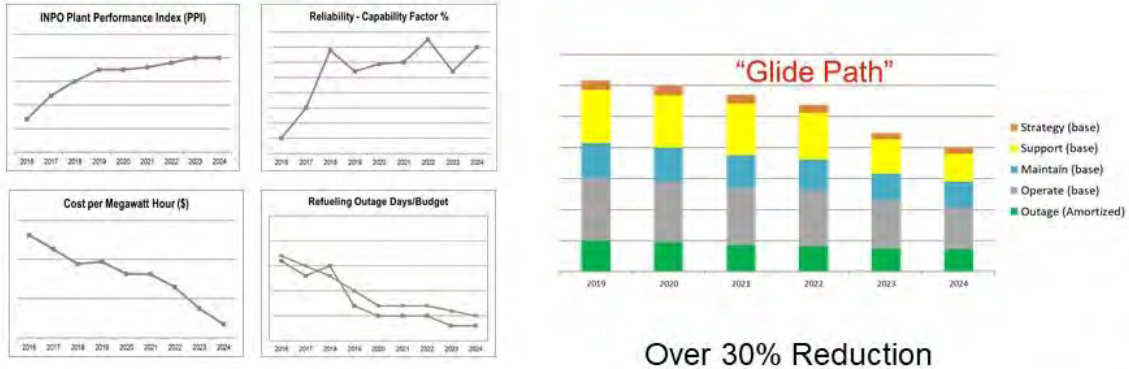 INPO Plant Performance Index (PPI)
2016 2017 2018 2019 2020 2021 2022 2023 2024
Reliability - Capability Factor %
2016 2017 2018 2019 2020 2021 2022 2023 2024
Cost per Megawatt Hour ($)
2016 2017 2018 2019 2020 2021 2022 2023 2024
Refueling Outage Days/Budget
2016 2017 2018 2019 2020 2021 2022 2023 2024
“Glide Path”
Strategy (base)
Support (base)
Maintain (base)
Operate (base)
Outage (Amortized)
2019 2020 2021 2022 2023 2024
Over 30% Reduction